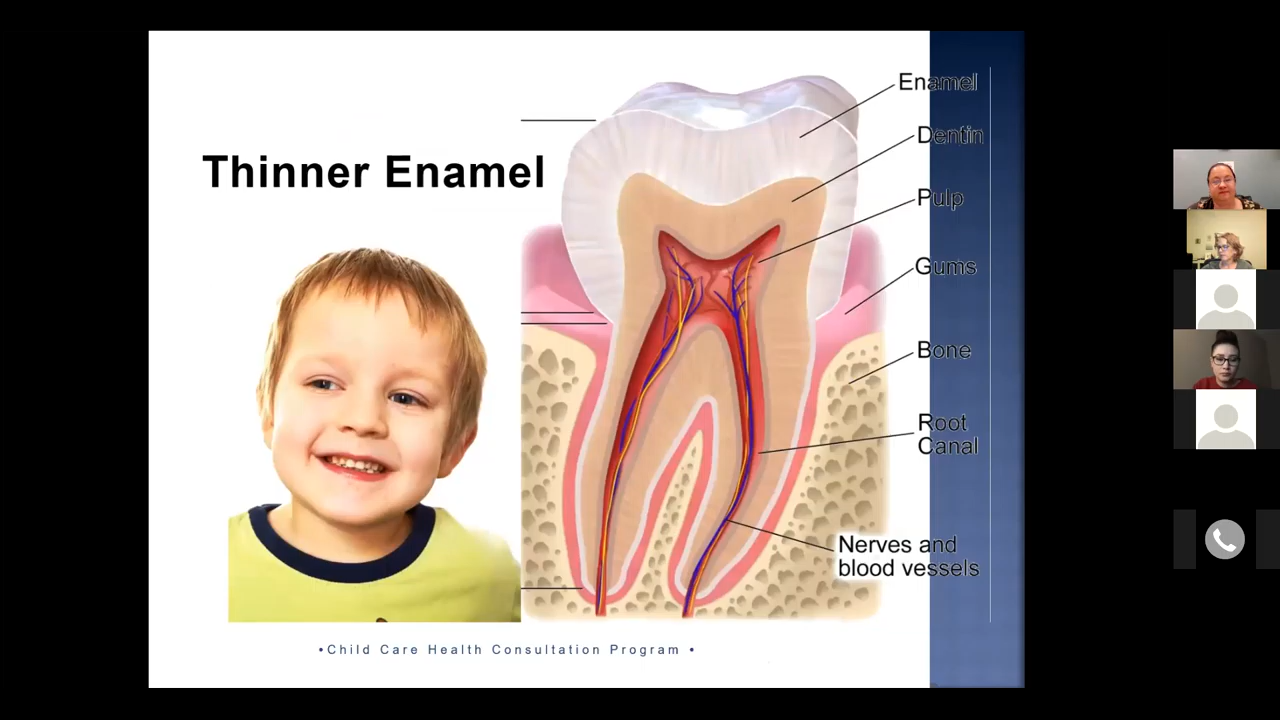 Enamel
Dentin
Thinner Enamel
Pulp
Gums
Bone
Root
Canal
Nerves and
blood vessels
•Child Care Health Consultation Program •